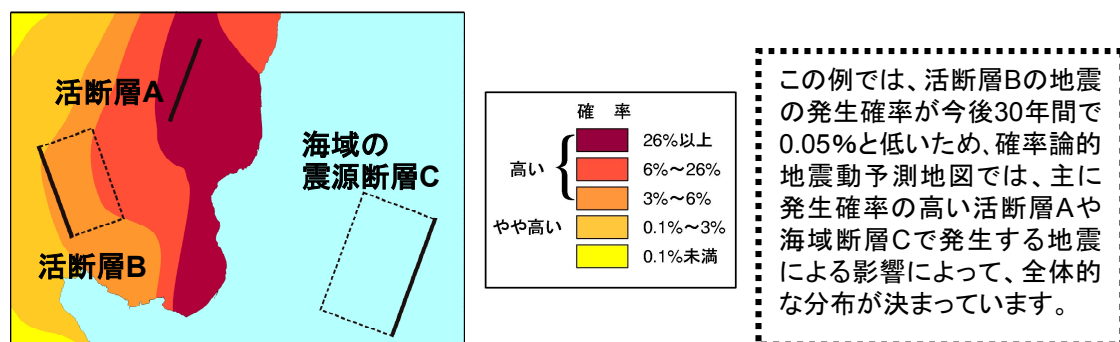 活断層A
海域の
震源断層C
活断層B
確 率
高い
やや高い
26%以上
6%～26%
3%～6%
0.1%～3%
0.1%未満
この例では、活断層Bの地震
の発生確率が今後30年間で
0.05%と低いため、確率論的
地震動予測地図では、主に
発生確率の高い活断層Aや
海域断層Cで発生する地震
による影響によって、全体的
な分布が決まっています。